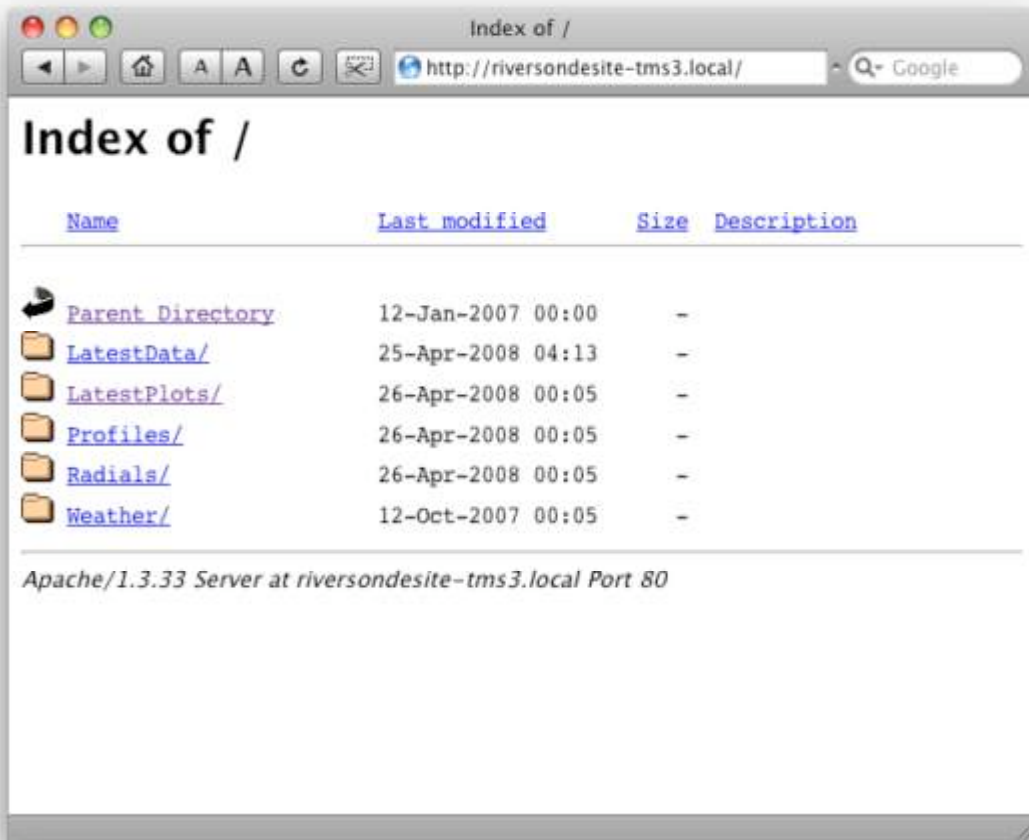 Index of /
A A http://riversondesite-tms3.local/ Google
Index of /
Name Last modified Size Description
Parent Directory 12-Jan-2007 00:00 -
LatestData/ 25-Apr-2008 04:13 -
LatestPlots/ 26-Apr-2008 00:05 -
Profiles/ 26-Apr-2008 00:05 -
Radials/ 26-Apr-2008 00:05 -
Weather/ 12-Oct-2007 00:05 -
Apache/1.3.33 Server at riversondesite-tms3.local Port 80